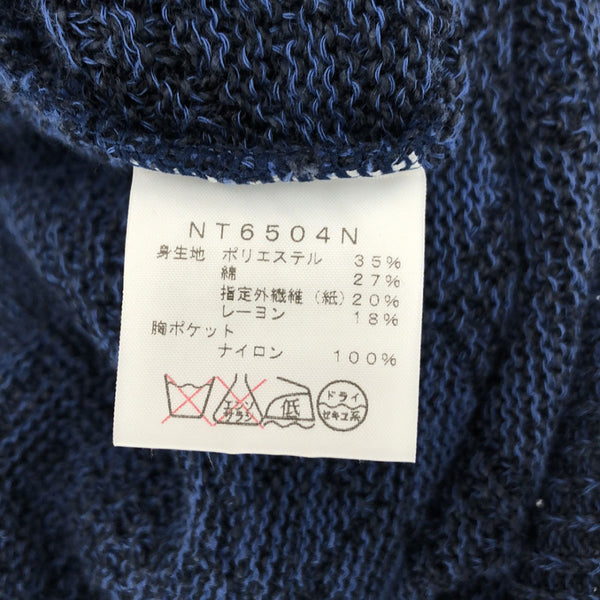 NT6504N
身生地 ポリエステル 35%
綿 27%
指定外繊維(紙)20%
レーヨン 18%
胸ポケット
ナイロン 100%
エンソ
サラシ
低
ドライ
セキユ系